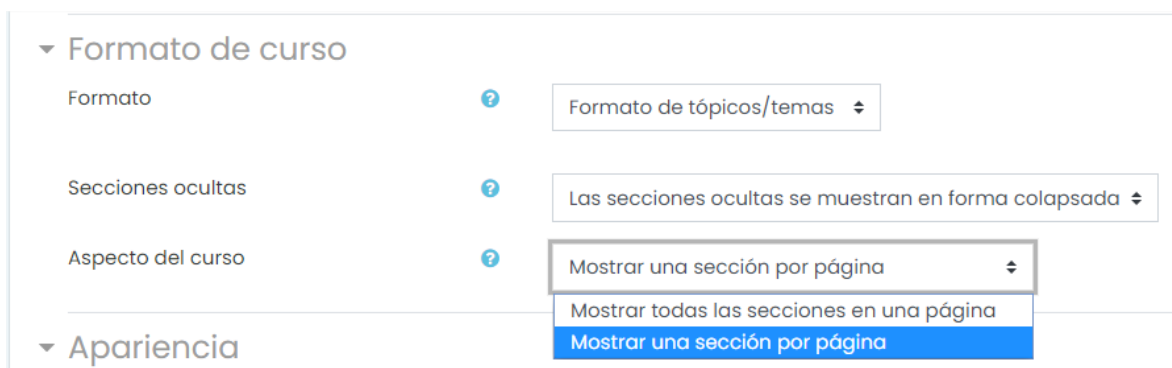 Formato de curso
Formato
Formato de tópicos/temas
Secciones ocultas
Las secciones ocultas se muestran en forma colapsada
Aspecto del curso
Mostrar una sección por página
Mostrar todas las secciones en una página
Mostrar una sección por página
Apariencia